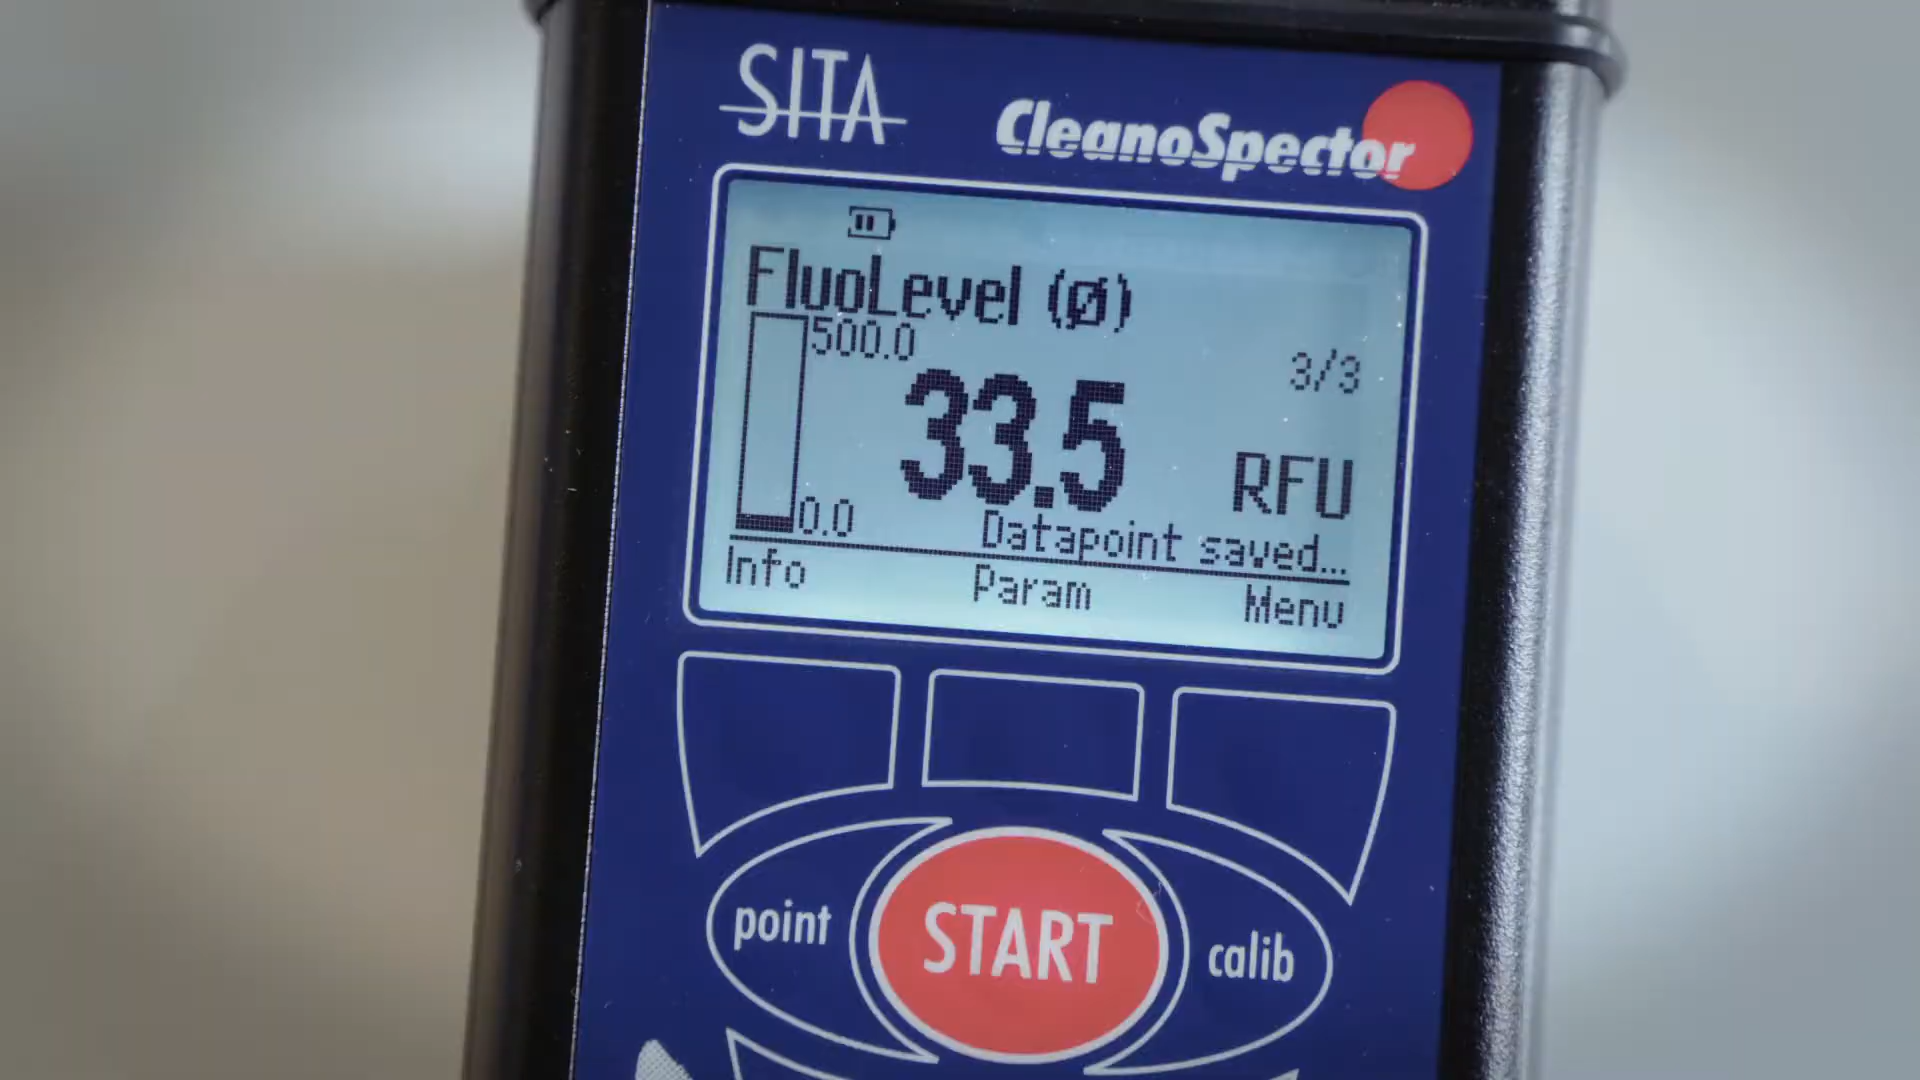 SITA
CleanoSpector
FluoLevel (Ø)
500.0
3/3
33.5
RFU
0.0
Datapoint saved...
Info Param Menu
point START calib